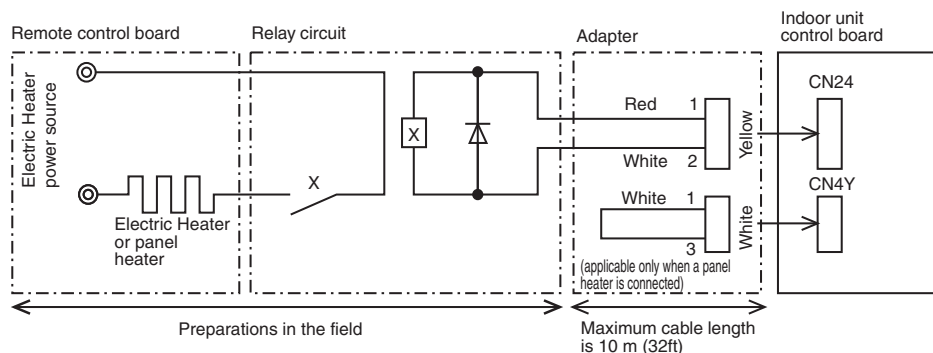 Remote control board
Relay circuit
Adapter
Indoor unit
control board
Electric Heater
power source
Electric Heater
or panel
heater
X
X
Red
1
White
2
Yellow
CN24
White
1
3
White
CN4Y
(applicable only when a panel
heater is connected)
Preparations in the field
Maximum cable length
is 10 m (32ft)